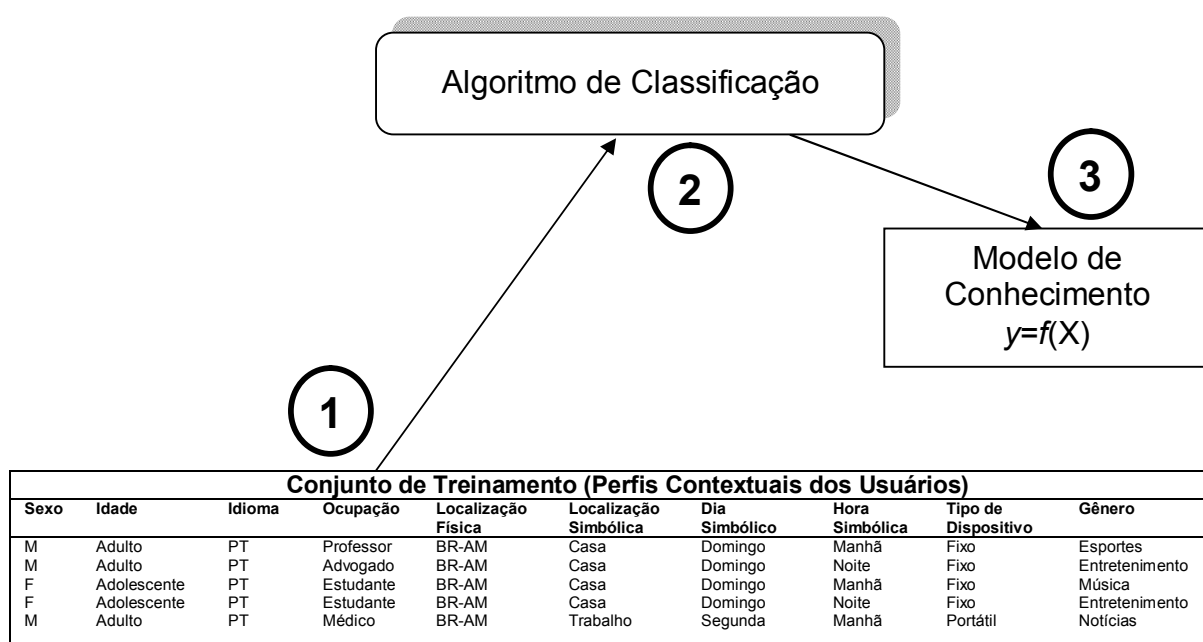 Algoritmo de Classificação
2
3
Modelo de
Conhecimento
y=f(X)
1
Conjunto de Treinamento (Perfis Contextuais dos Usuários)
Sexo Idade Idioma Ocupação Localização Física Localização Simbólica Dia Simbólico Hora Simbólica Tipo de Dispositivo Gênero
M Adulto PT Professor BR-AM Casa Domingo Manhã Fixo Esportes
M Adulto PT Advogado BR-AM Casa Domingo Noite Fixo Entretenimento
F Adolescente PT Estudante BR-AM Casa Domingo Manhã Fixo Música
F Adolescente PT Estudante BR-AM Casa Domingo Noite Fixo Entretenimento
M Adulto PT Médico BR-AM Trabalho Segunda Manhã Portátil Notícias